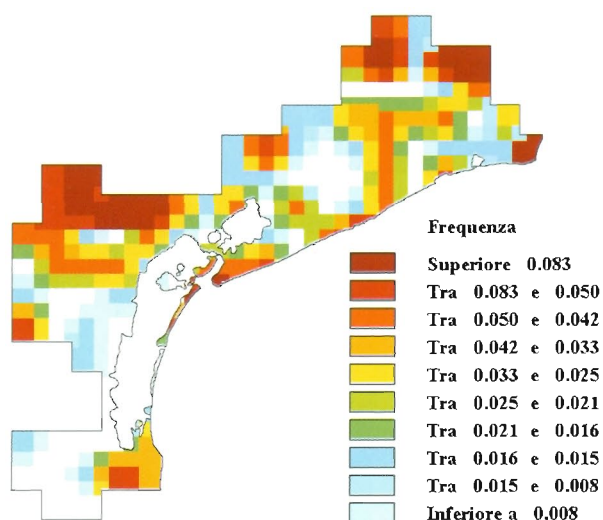 Frequenza
Superiore 0.083
Tra 0.083 e 0.050
Tra 0.050 e 0.042
Tra 0.042 e 0.033
Tra 0.033 e 0.025
Tra 0.025 e 0.021
Tra 0.021 e 0.016
Tra 0.016 e 0.015
Tra 0.015 e 0.008
Inferiore a 0.008